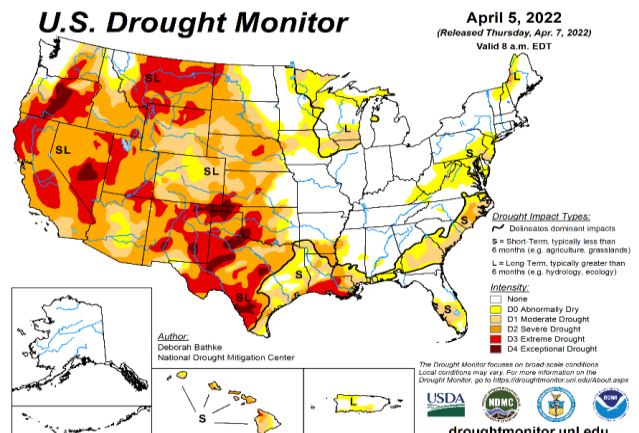 U.S. Drought Monitor
April 5, 2022
(Released Thursday, Apr. 7, 2022)
Valid 8 a.m. EDT
SL
L
L
S
SL
SL
S
Drought Impact Types:
Delineates dominant impacts
S = Short-Term, typically less than
6 months (e.g. agriculture, grasslands)
L = Long-Term, typically greater than
6 months (e.g. hydrology, ecology)
S
SL
S
Intensity:
None
D0 Abnormally Dry
D1 Moderate Drought
D2 Severe Drought
D3 Extreme Drought
D4 Exceptional Drought
Author:
Deborah Bathke
National Drought Mitigation Center
The Drought Monitor focuses on broad-scale conditions.
Local conditions may vary. For more information on the
Drought Monitor, go to https://droughtmonitor.unl.edu/About.aspx
S
L
USDA
NDMC
NOAA
droughtmonitor.unl.edu